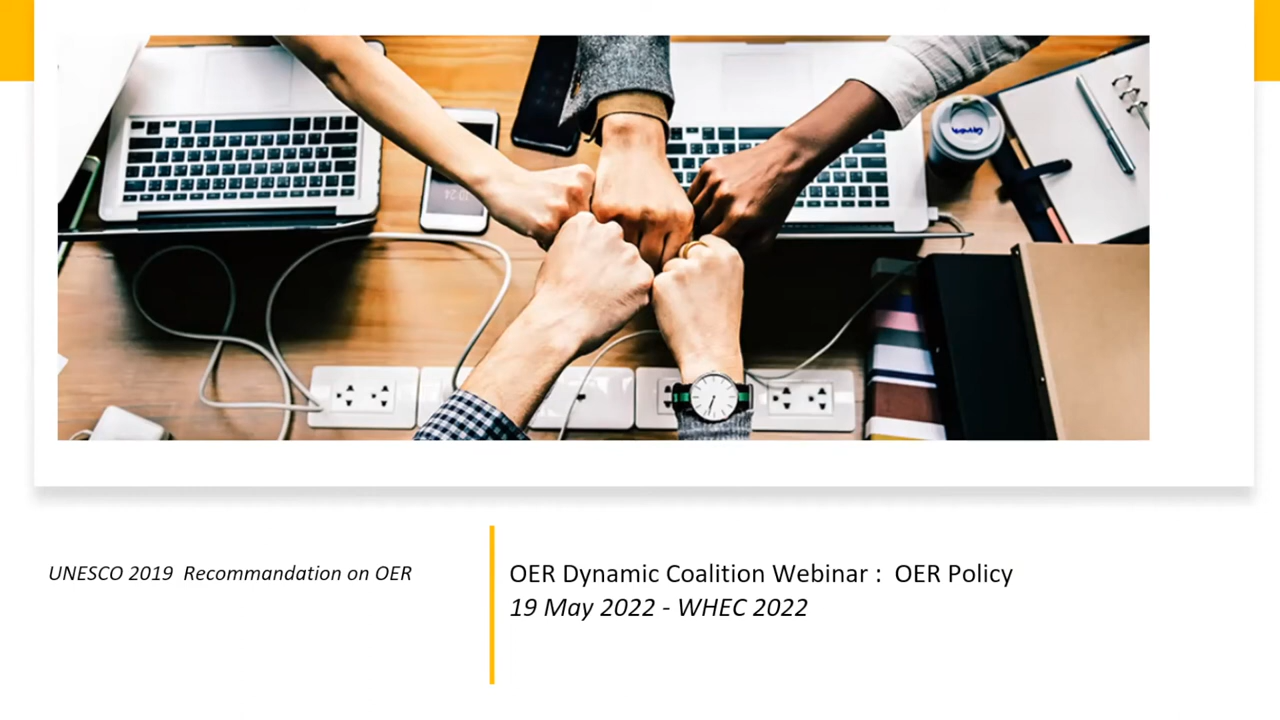 UNESCO 2019 Recommandation on OER
OER Dynamic Coalition Webinar : OER Policy
19 May 2022 - WHEC 2022